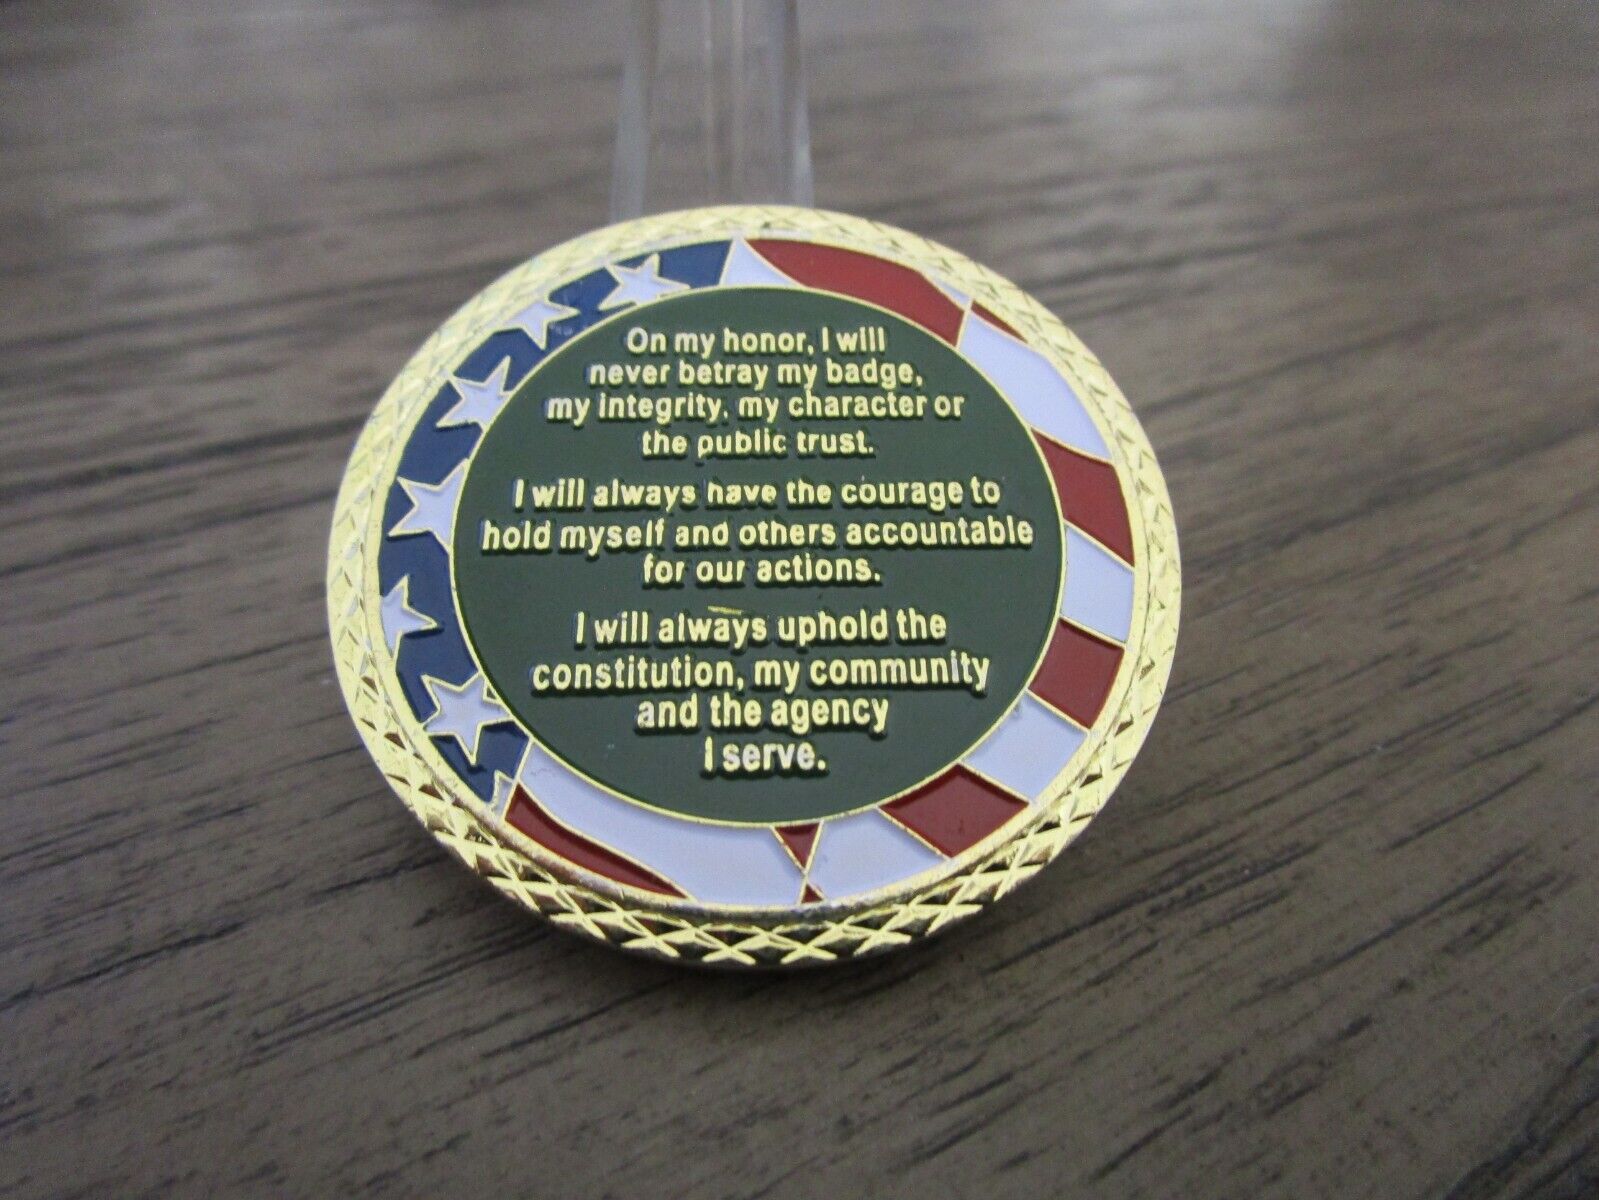 On my honor, I will
never betray my badge,
my integrity, my character or
the public trust.
I will always have the courage to
hold myself and others accountable
for our actions.
I will always uphold the
constitution, my community
and the agency
I serve.